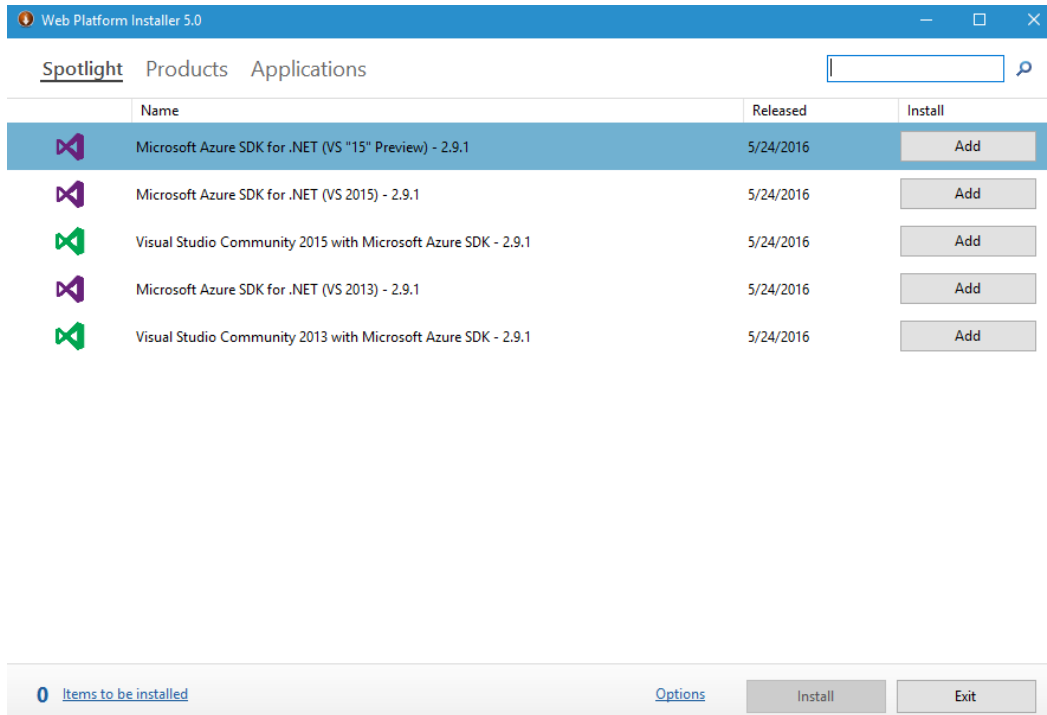 Web Platform Installer 5.0
Spotlight Products Applications
Name Released Install
Microsoft Azure SDK for .NET (VS "15" Preview) - 2.9.1 5/24/2016 Add
Microsoft Azure SDK for .NET (VS 2015) - 2.9.1 5/24/2016 Add
Visual Studio Community 2015 with Microsoft Azure SDK - 2.9.1 5/24/2016 Add
Microsoft Azure SDK for .NET (VS 2013) - 2.9.1 5/24/2016 Add
Visual Studio Community 2013 with Microsoft Azure SDK - 2.9.1 5/24/2016 Add
0 Items to be installed Options Install Exit